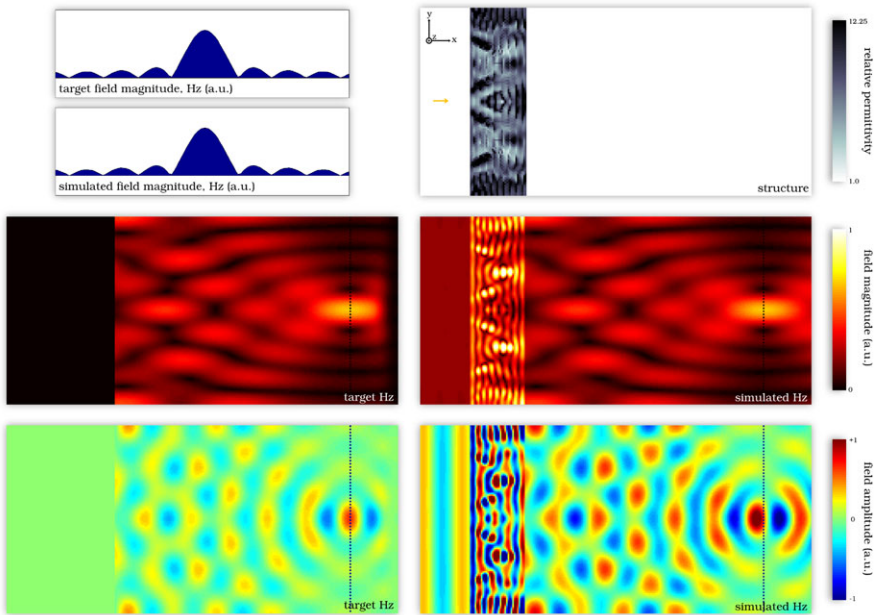 target field magnitude, Hz (a.u.)
simulated field magnitude, Hz (a.u.)
y
z
x
structure
12.25
relative permittivity
1.0
target Hz
simulated Hz
1
field magnitude (a.u.)
0
target Hz
simulated Hz
+1
field amplitude (a.u.)
0
-1